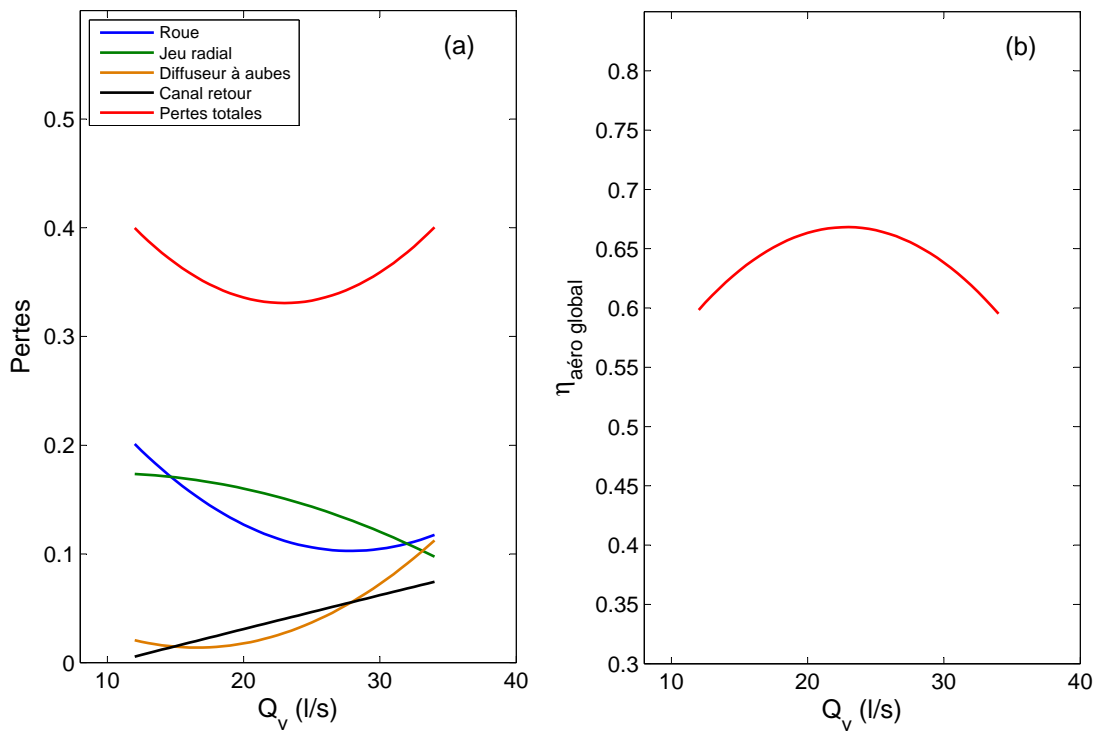 (a)
Roue
Jeu radial
Diffuseur à aubes
Canal retour
Pertes totales
Pertes
0.5
0.4
0.3
0.2
0.1
0
10 20 30 40
Q_v (l/s)
(b)
η_aéro global
0.8
0.75
0.7
0.65
0.6
0.55
0.5
0.45
0.4
0.35
0.3
10 20 30 40
Q_v (l/s)